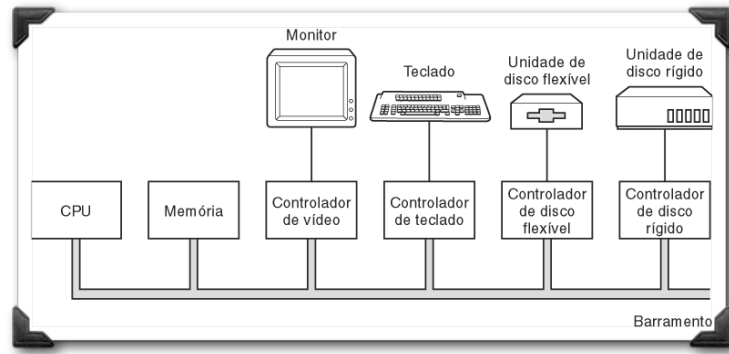 Monitor
Teclado
Unidade de
disco flexível
Unidade de
disco rígido
CPU
Memória
Controlador
de vídeo
Controlador
de teclado
Controlador
de disco
flexível
Controlador
de disco
rígido
Barramento